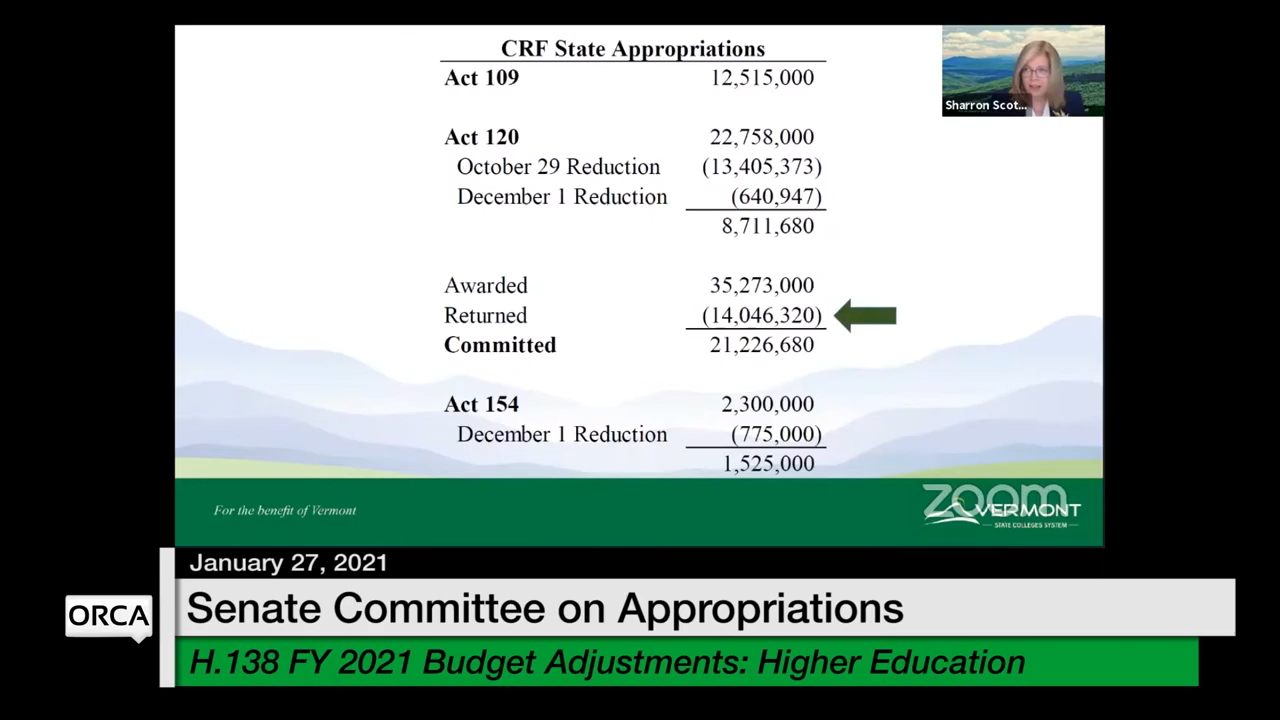 CRF State Appropriations
Act 109 12,515,000
Act 120 22,758,000
October 29 Reduction (13,405,373)
December 1 Reduction (640,947)
8,711,680
Awarded 35,273,000
Returned (14,046,320)
Committed 21,226,680
Act 154 2,300,000
December 1 Reduction (775,000)
1,525,000
Sharron Scot...
For the benefit of Vermont
zoom
VERMONT
STATE COLLEGES SYSTEM
January 27, 2021
ORCA
Senate Committee on Appropriations
H.138 FY 2021 Budget Adjustments: Higher Education